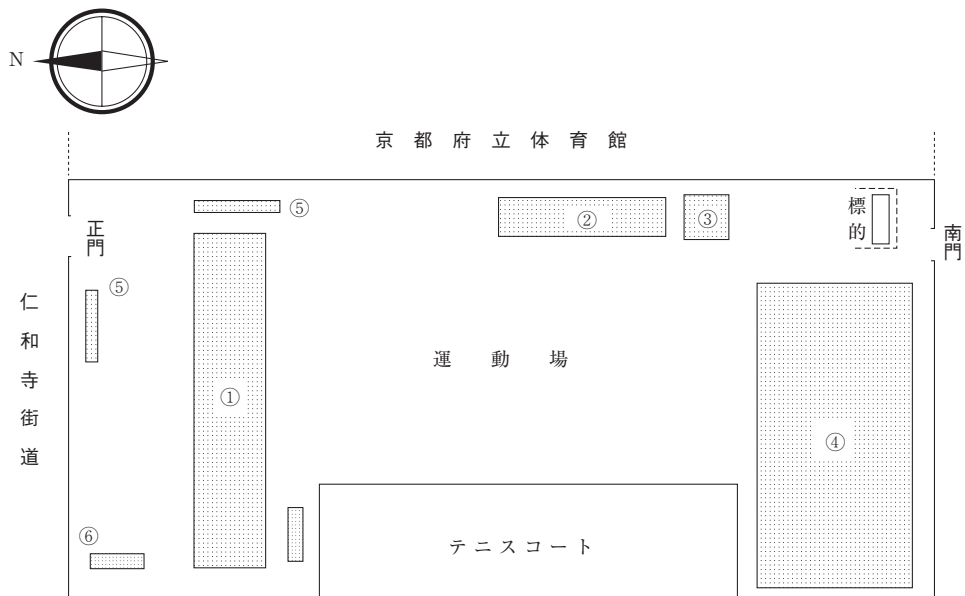 N
京都府立体育館
正門
⑤
②
③
標的
南門
⑤
仁和寺街道
運動場
①
④
⑥
テニスコート